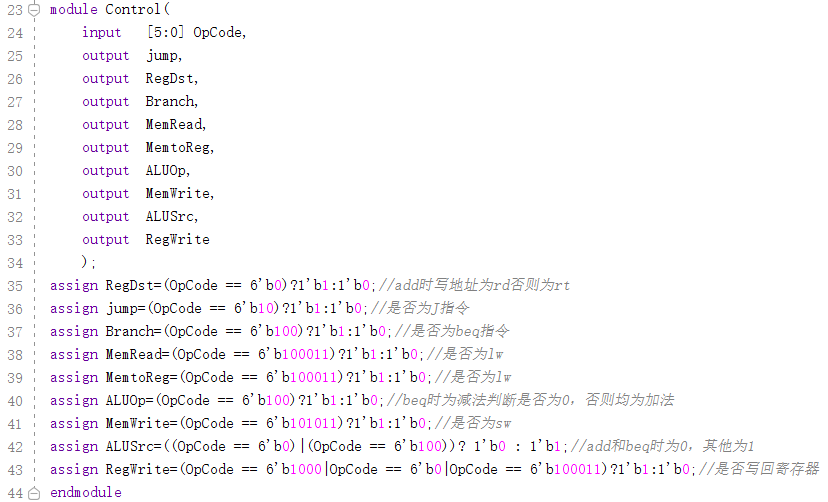 23 module Control(
24     input   [5:0] OpCode,
25     output  jump,
26     output  RegDst,
27     output  Branch,
28     output  MemRead,
29     output  MemtoReg,
30     output  ALUOp,
31     output  MemWrite,
32     output  ALUSrc,
33     output  RegWrite
34     );
35 assign RegDst=(OpCode == 6'b0)?1'b1:1'b0;//add时写地址为rd否则为rt
36 assign jump=(OpCode == 6'b10)?1'b1:1'b0;//是否为J指令
37 assign Branch=(OpCode == 6'b100)?1'b1:1'b0;//是否为beq指令
38 assign MemRead=(OpCode == 6'b100011)?1'b1:1'b0;//是否为lw
39 assign MemtoReg=(OpCode == 6'b100011)?1'b1:1'b0;//是否为lw
40 assign ALUOp=(OpCode == 6'b100)?1'b1:1'b0;//beq时为减法判断是否为0，否则均为加法
41 assign MemWrite=(OpCode == 6'b101011)?1'b1:1'b0;//是否为sw
42 assign ALUSrc=((OpCode == 6'b0)|(OpCode == 6'b100))? 1'b0 : 1'b1;//add和beq时为0，其他为1
43 assign RegWrite=(OpCode == 6'b1000|OpCode == 6'b0|OpCode == 6'b100011)?1'b1:1'b0;//是否写回寄存器
44 endmodule